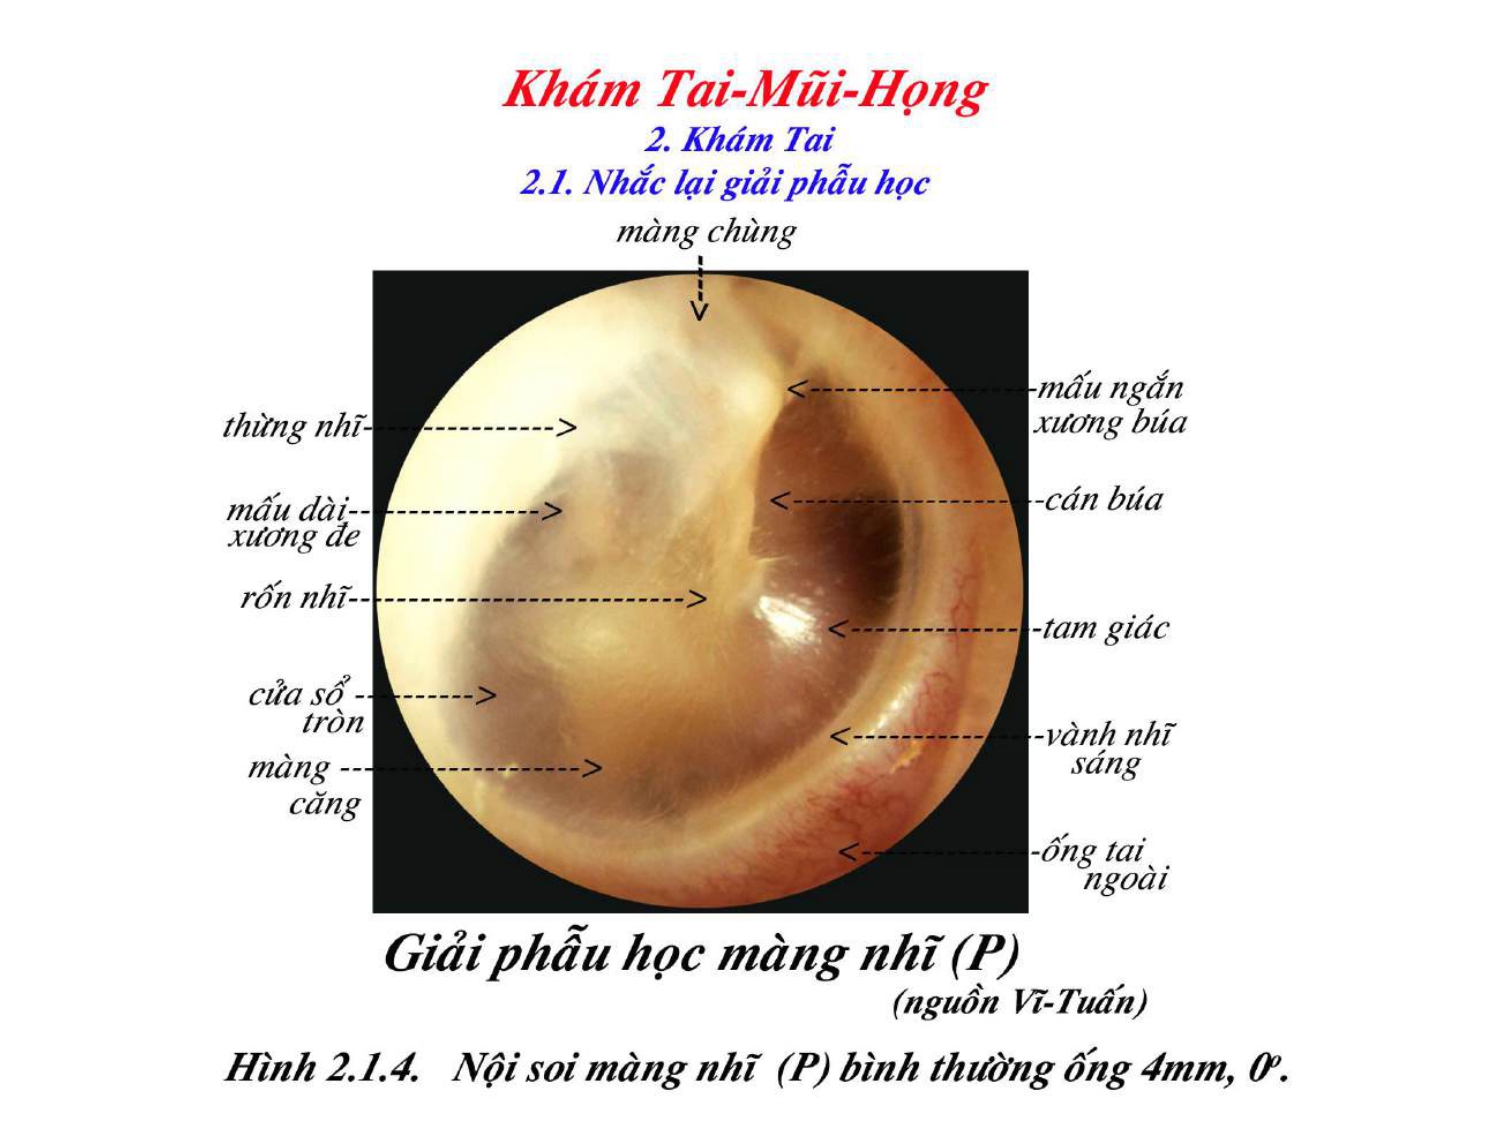 Khám Tai-Mũi-Họng
2. Khám Tai
2.1. Nhắc lại giải phẫu học
màng chùng
thừng nhĩ
mấu dài
xương đe
rốn nhĩ
cửa sổ
tròn
màng
căng
mấu ngắn
xương búa
cán búa
tam giác
vành nhĩ
sáng
ống tai
ngoài
Giải phẫu học màng nhĩ (P)
(nguồn Vĩ-Tuấn)
Hình 2.1.4. Nội soi màng nhĩ (P) bình thường ống 4mm, 0º.